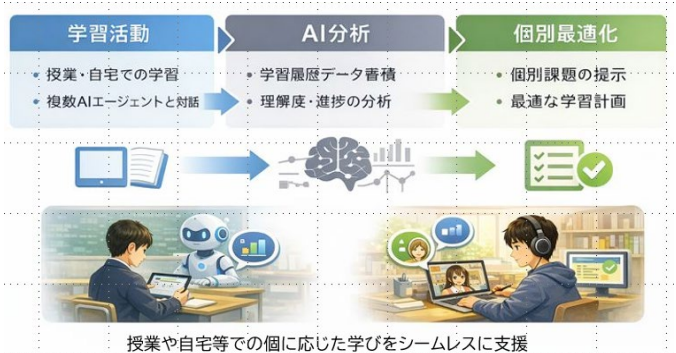 学習活動
・授業・自宅での学習
・複数AIエージェントと対話
AI分析
・学習履歴データ蓄積
・理解度・進捗の分析
個別最適化
・個別課題の提示
・最適な学習計画
授業や自宅等での個に応じた学びをシームレスに支援